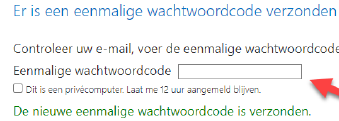 Er is een eenmalige wachtwoordcode verzonden
Controleer uw e-mail, voer de eenmalige wachtwoordcode
Eenmalige wachtwoordcode
Dit is een privécomputer. Laat me 12 uur aangemeld blijven.
De nieuwe eenmalige wachtwoordcode is verzonden.